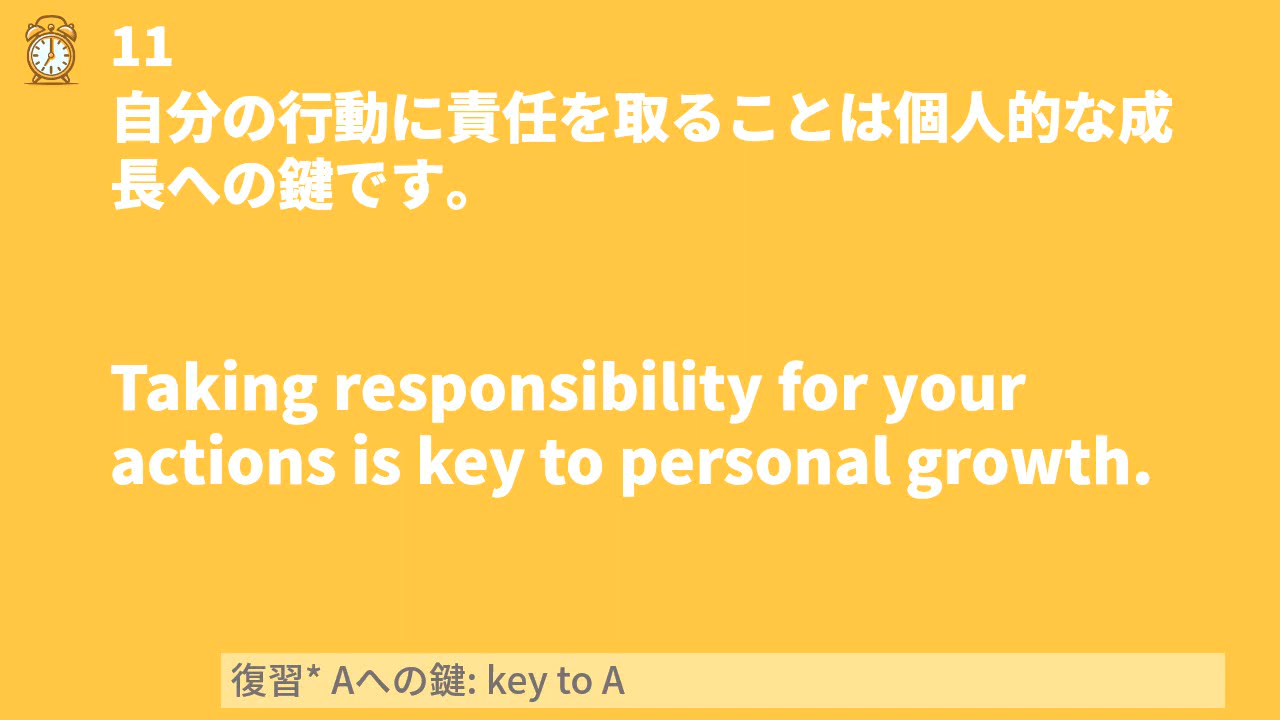 11
自分の行動に責任を取ることは個人的な成
長への鍵です。
Taking responsibility for your
actions is key to personal growth.
復習* Aへの鍵: key to A